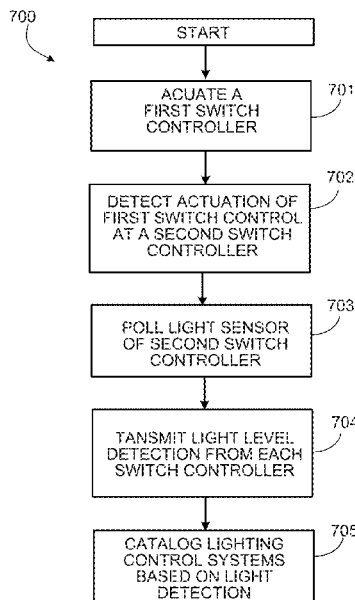 700
START
ACUATE A
FIRST SWITCH
CONTROLLER
701
DETECT ACTUATION OF
FIRST SWITCH CONTROL
AT A SECOND SWITCH
CONTROLLER
702
POLL LIGHT SENSOR
OF SECOND SWITCH
CONTROLLER
703
TANSMIT LIGHT LEVEL
DETECTION FROM EACH
SWITCH CONTROLLER
704
CATALOG LIGHTING
CONTROL SYSTEMS
BASED ON LIGHT
DETECTION
705